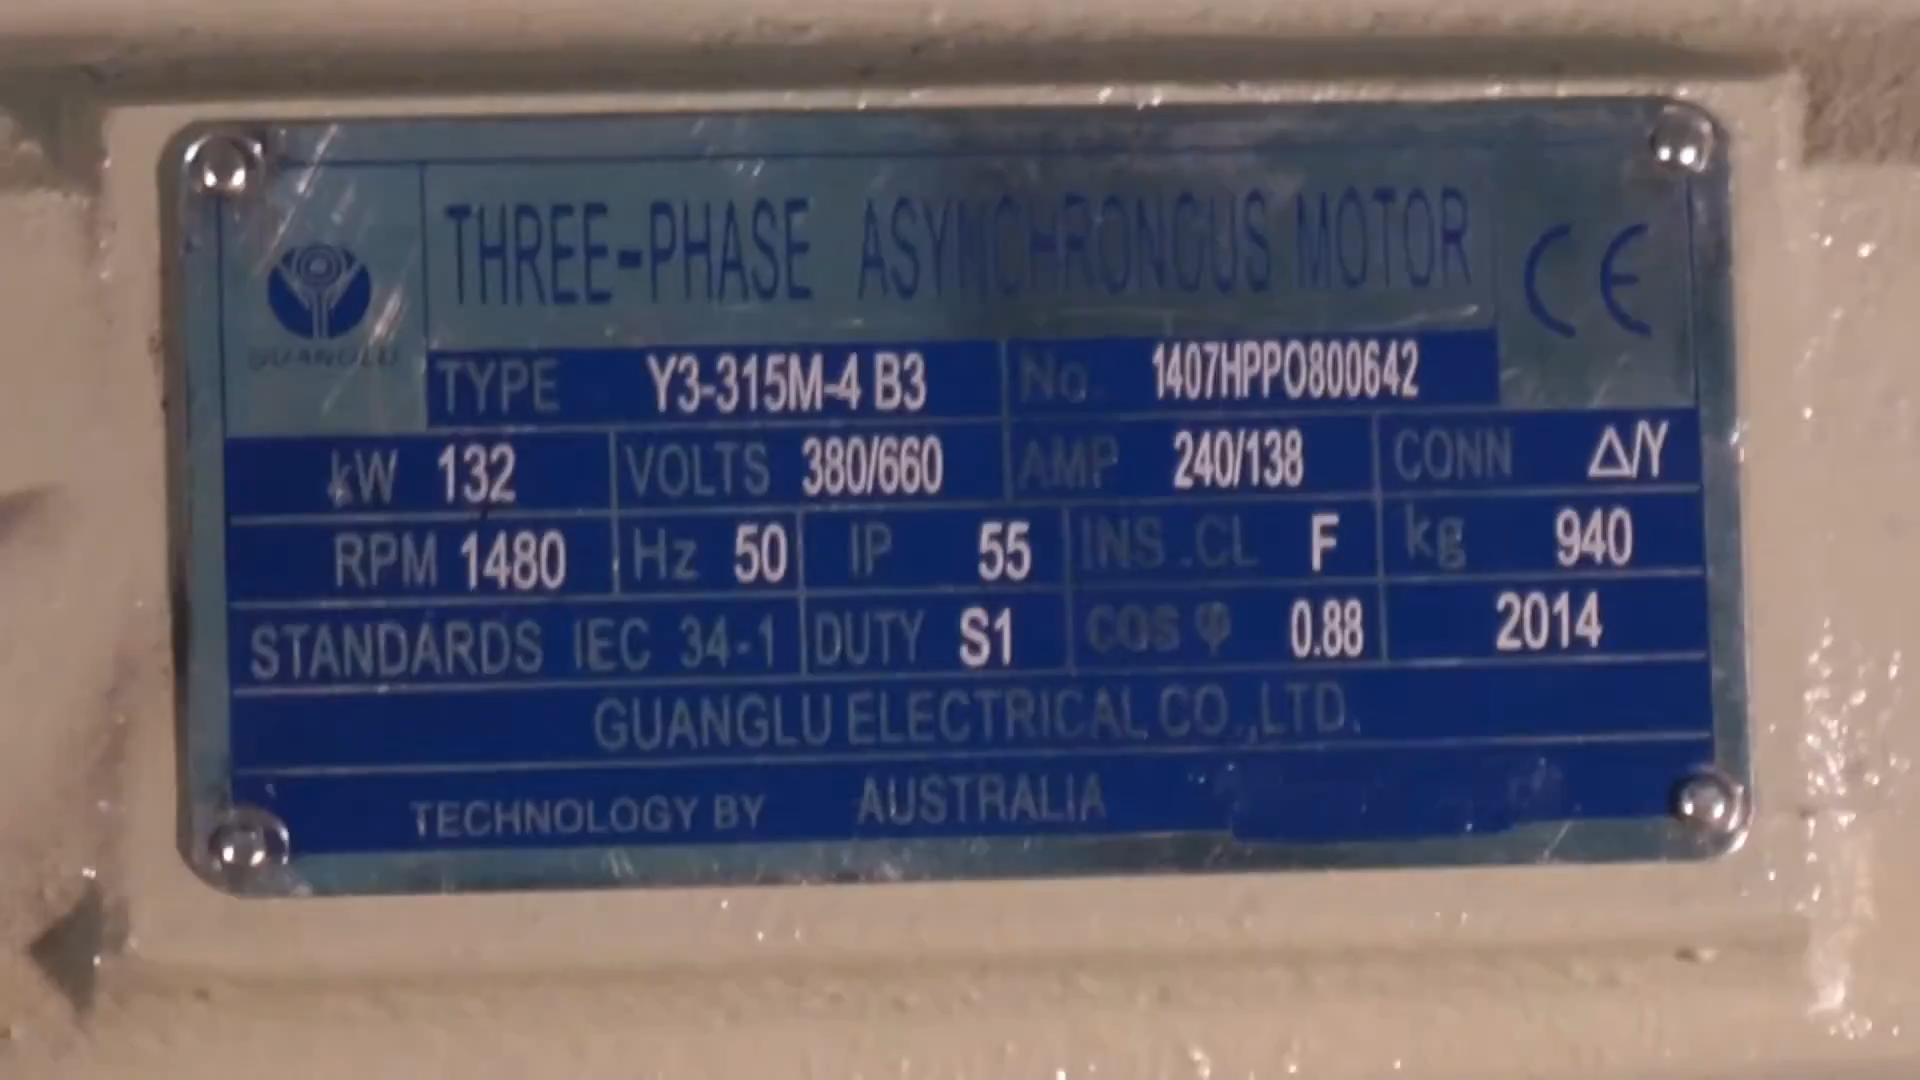 THREE-PHASE ASYNCHRONGUS MOTOR
CE
GUANGLU
TYPE Y3-315M-4 B3 No. 1407HPPO800642
kW 132 VOLTS 380/660 AMP 240/138 CONN Δ/Y
RPM 1480 Hz 50 IP 55 INS.CL F kg 940
STANDARDS IEC 34-1 DUTY S1 COS φ 0.88 2014
GUANGLU ELECTRICAL CO.,LTD.
TECHNOLOGY BY AUSTRALIA